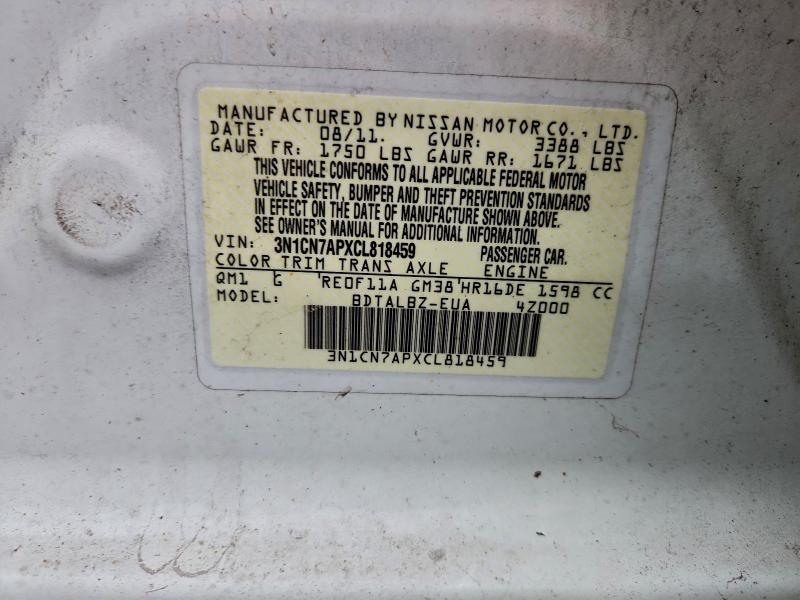 MANUFACTURED BY NISSAN MOTOR CO., LTD.
DATE: 08/11. GVWR: 3388 LBS
GAWR FR: 1750 LBS GAWR RR: 1671 LBS
THIS VEHICLE CONFORMS TO ALL APPLICABLE FEDERAL MOTOR
VEHICLE SAFETY, BUMPER AND THEFT PREVENTION STANDARDS
IN EFFECT ON THE DATE OF MANUFACTURE SHOWN ABOVE.
SEE OWNER'S MANUAL FOR ADDITIONAL INFORMATION.
VIN: 3N1CN7APXCL818459 PASSENGER CAR.
COLOR TRIM TRANS AXLE ENGINE
QM1 G 'RE0F11A GM38'HR16DE 1598 CC
MODEL: BDTALBZ-EUA 4Z000
3N1CN7APXCL818459